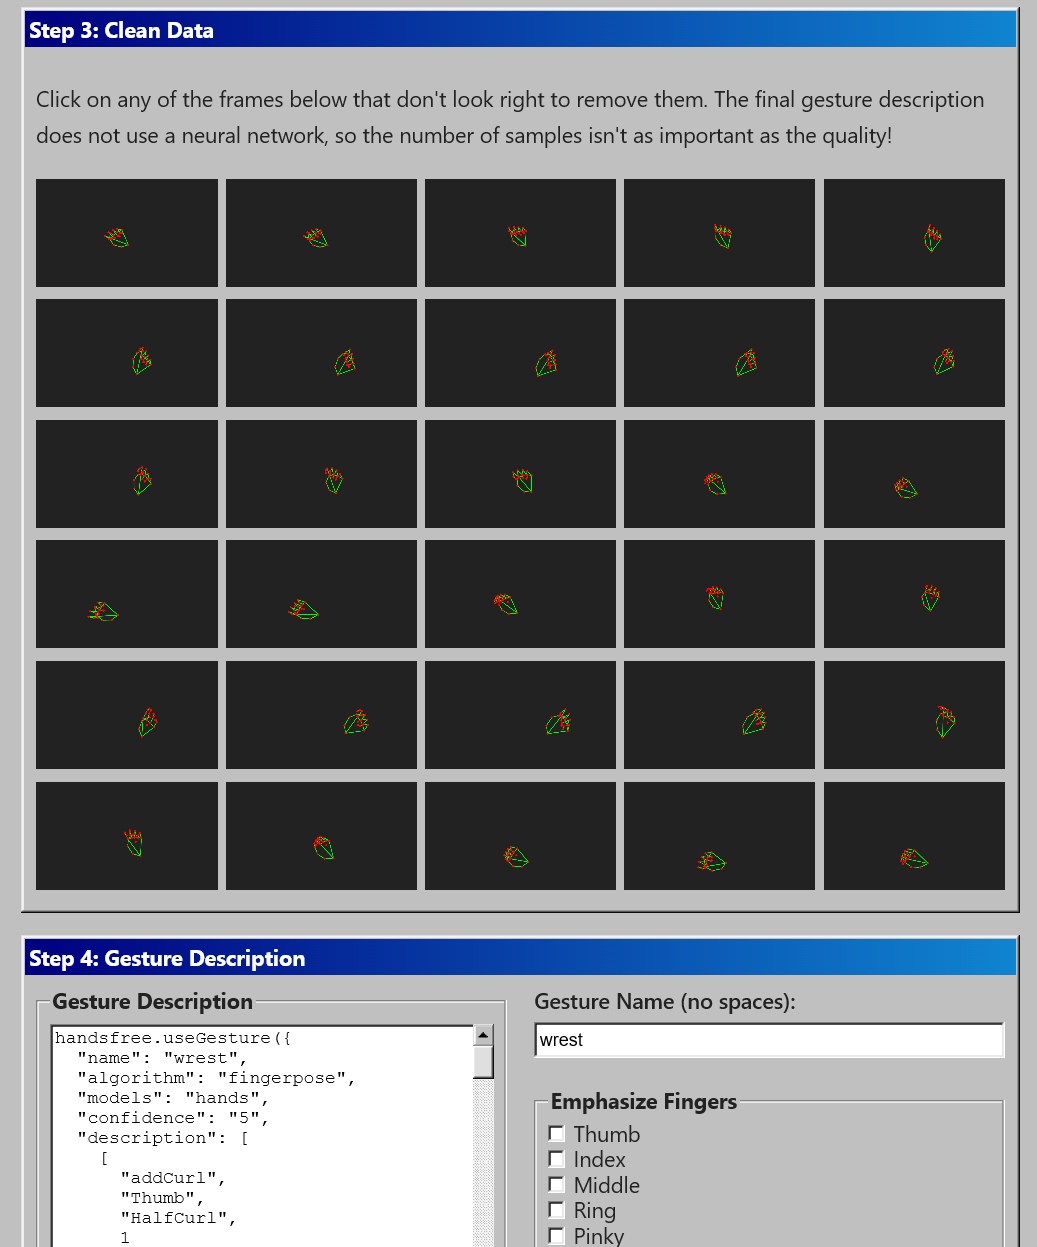 Step 3: Clean Data
Click on any of the frames below that don't look right to remove them. The final gesture description
does not use a neural network, so the number of samples isn't as important as the quality!
Step 4: Gesture Description
Gesture Description
handsfree.useGesture({
  "name": "wrest",
  "algorithm": "fingerpose",
  "models": "hands",
  "confidence": "5",
  "description": [
    [
      "addCurl",
      "Thumb",
      "HalfCurl",
      1
Gesture Name (no spaces):
wrest
Emphasize Fingers
Thumb
Index
Middle
Ring
Pinky